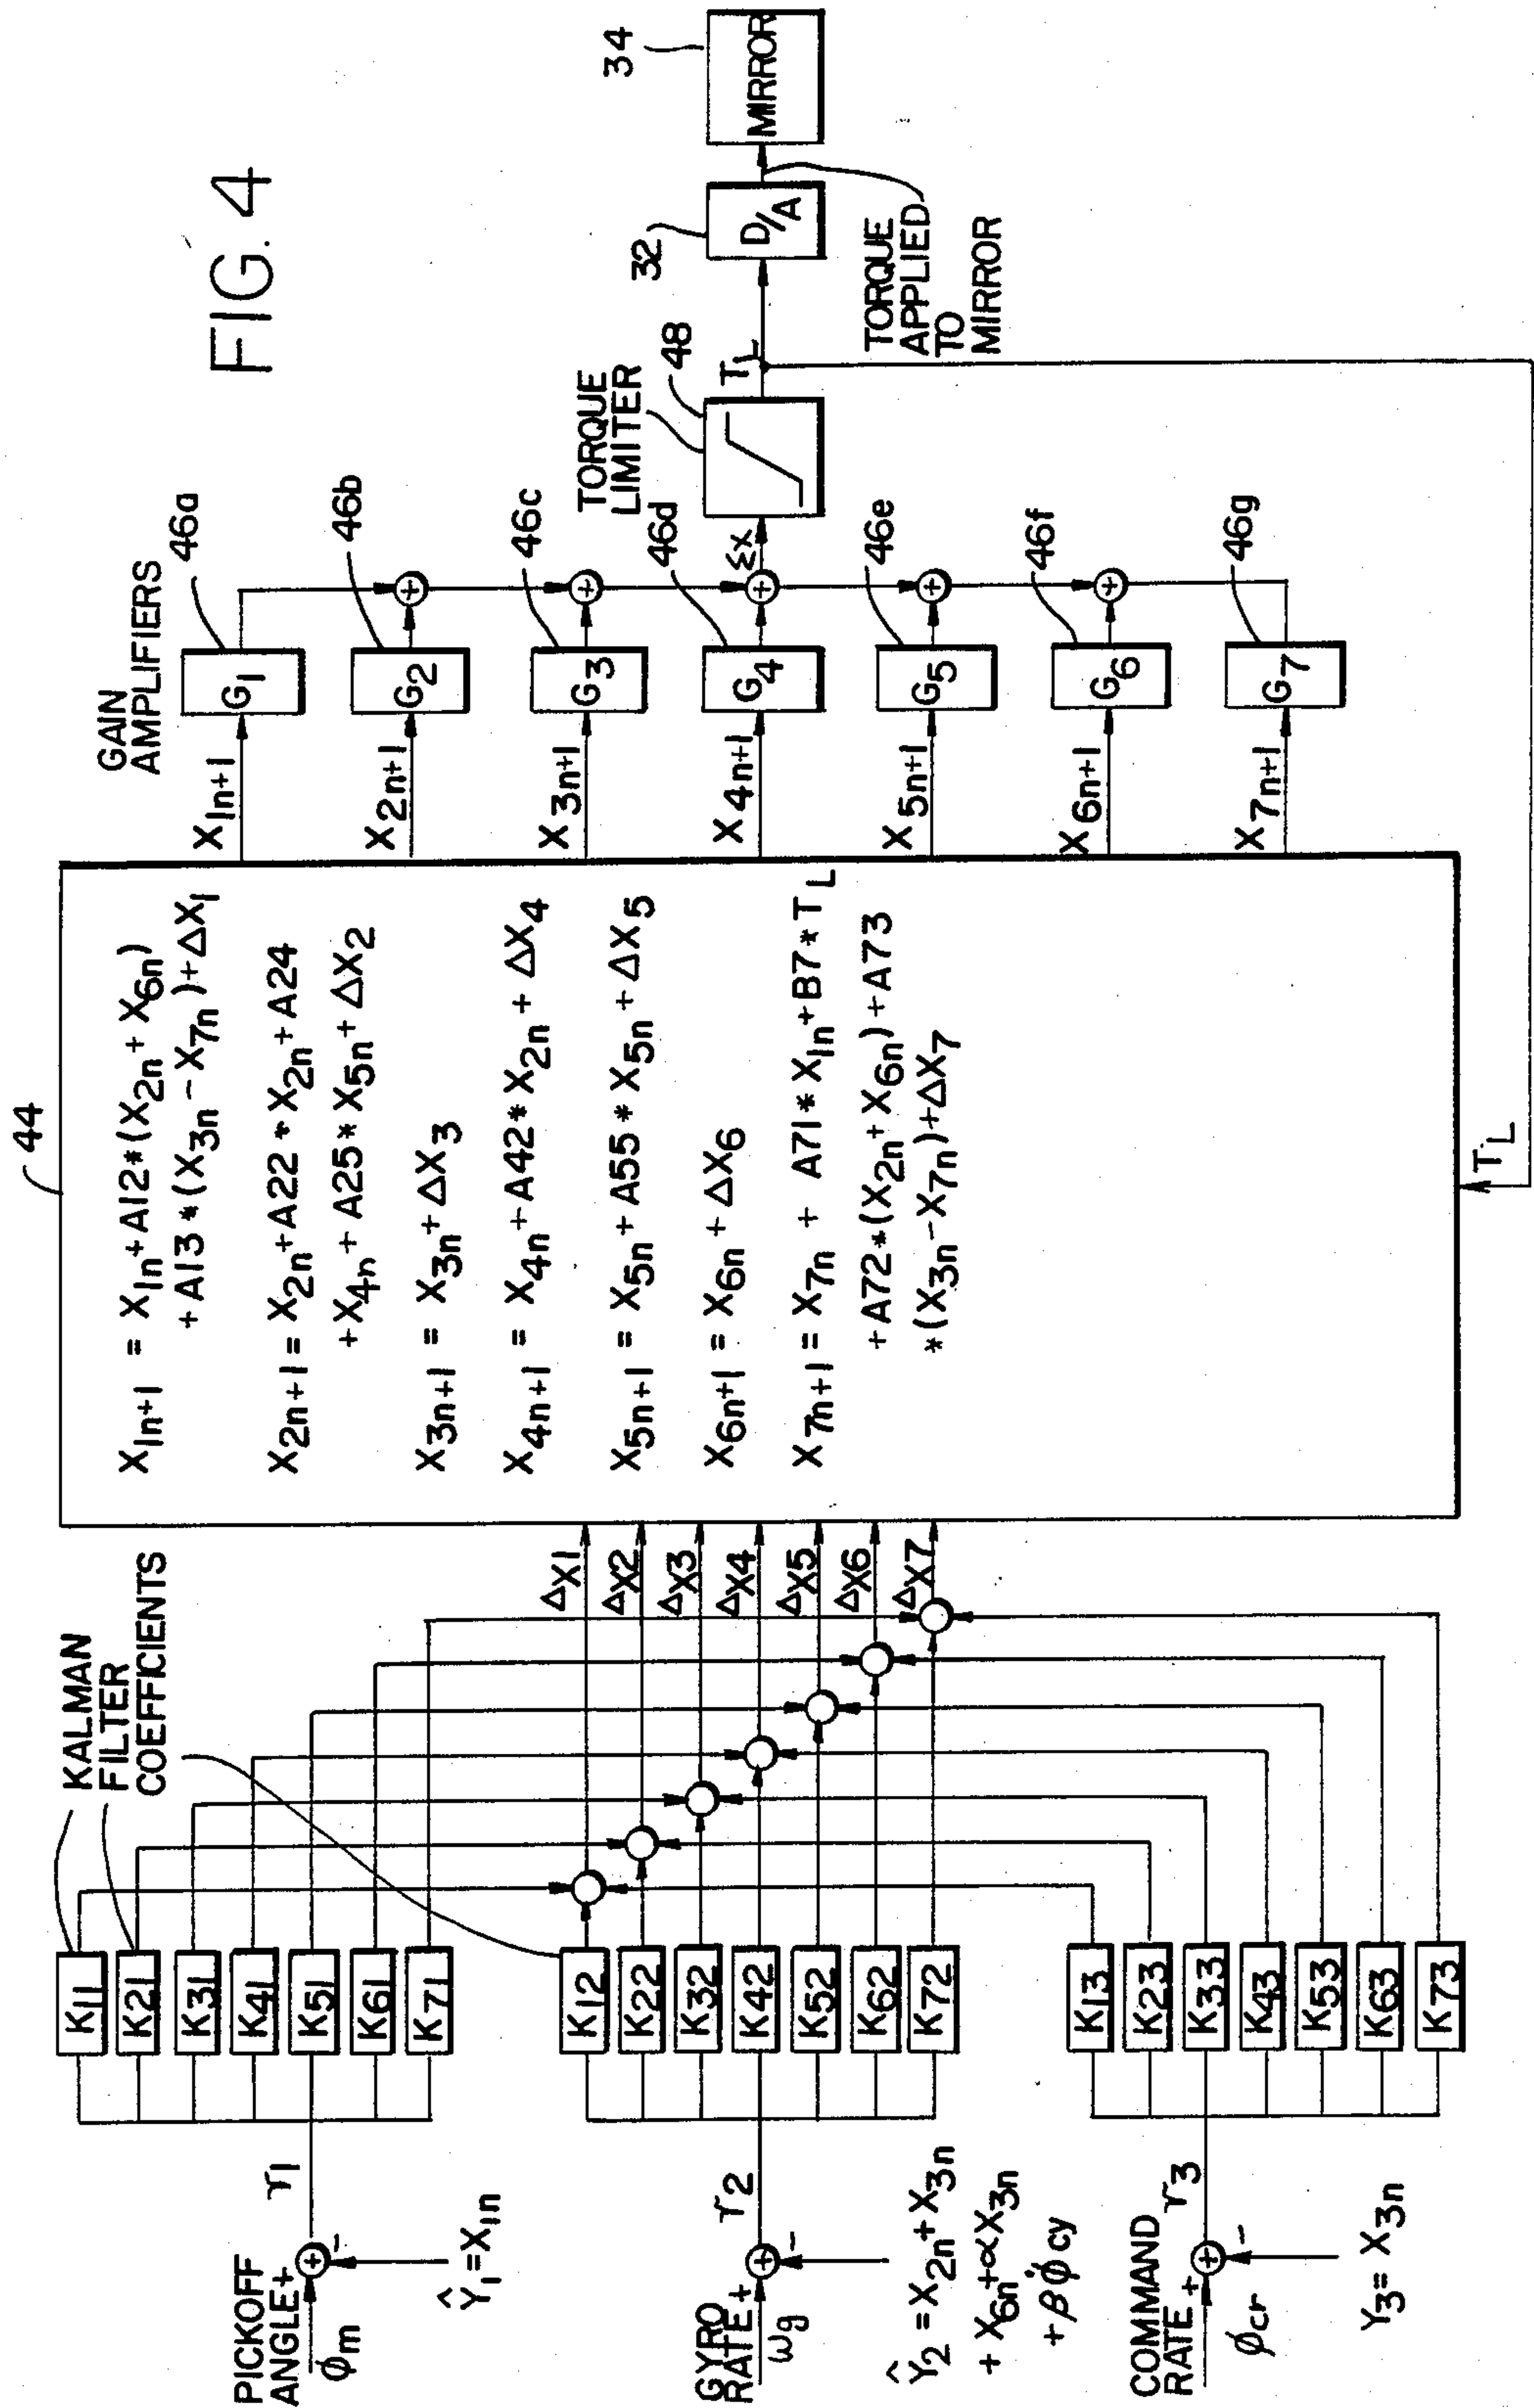 FIG. 4
PICKOFF
ANGLE+
ϕm
-
Ŷ1=X1n
r1
GYRO
RATE+
ωg
-
Ŷ2=X2n+X3n
+X6n+αX3n
+βϕ̇cy
r2
COMMAND
RATE+
ϕcr
-
Y3=X3n
r3
KALMAN
FILTER
COEFFICIENTS
K11
K21
K31
K41
K51
K61
K71
K12
K22
K32
K42
K52
K62
K72
K13
K23
K33
K43
K53
K63
K73
ΔX1
ΔX2
ΔX3
ΔX4
ΔX5
ΔX6
ΔX7
44
X1n+1 = X1n+A12*(X2n+X6n)
+A13*(X3n-X7n)+ΔX1
X2n+1=X2n+A22*X2n+A24
+X4n+A25*X5n+ΔX2
X3n+1 = X3n+ΔX3
X4n+1 = X4n+A42*X2n+ΔX4
X5n+1 = X5n+A55*X5n+ΔX5
X6n+1 = X6n+ΔX6
X7n+1=X7n + A71*X1n+B7*TL
+A72*(X2n+X6n)+A73
*(X3n-X7n)+ΔX7
TL
GAIN
AMPLIFIERS
X1n+1
G1
46a
X2n+1
G2
46b
X3n+1
G3
46c
X4n+1
G4
46d
X5n+1
G5
46e
X6n+1
G6
46f
X7n+1
G7
46g
+
+
+
+
+
Σx
TORQUE
LIMITER
48
TL
32
D/A
TORQUE
APPLIED
TO
MIRROR
34
MIRROR